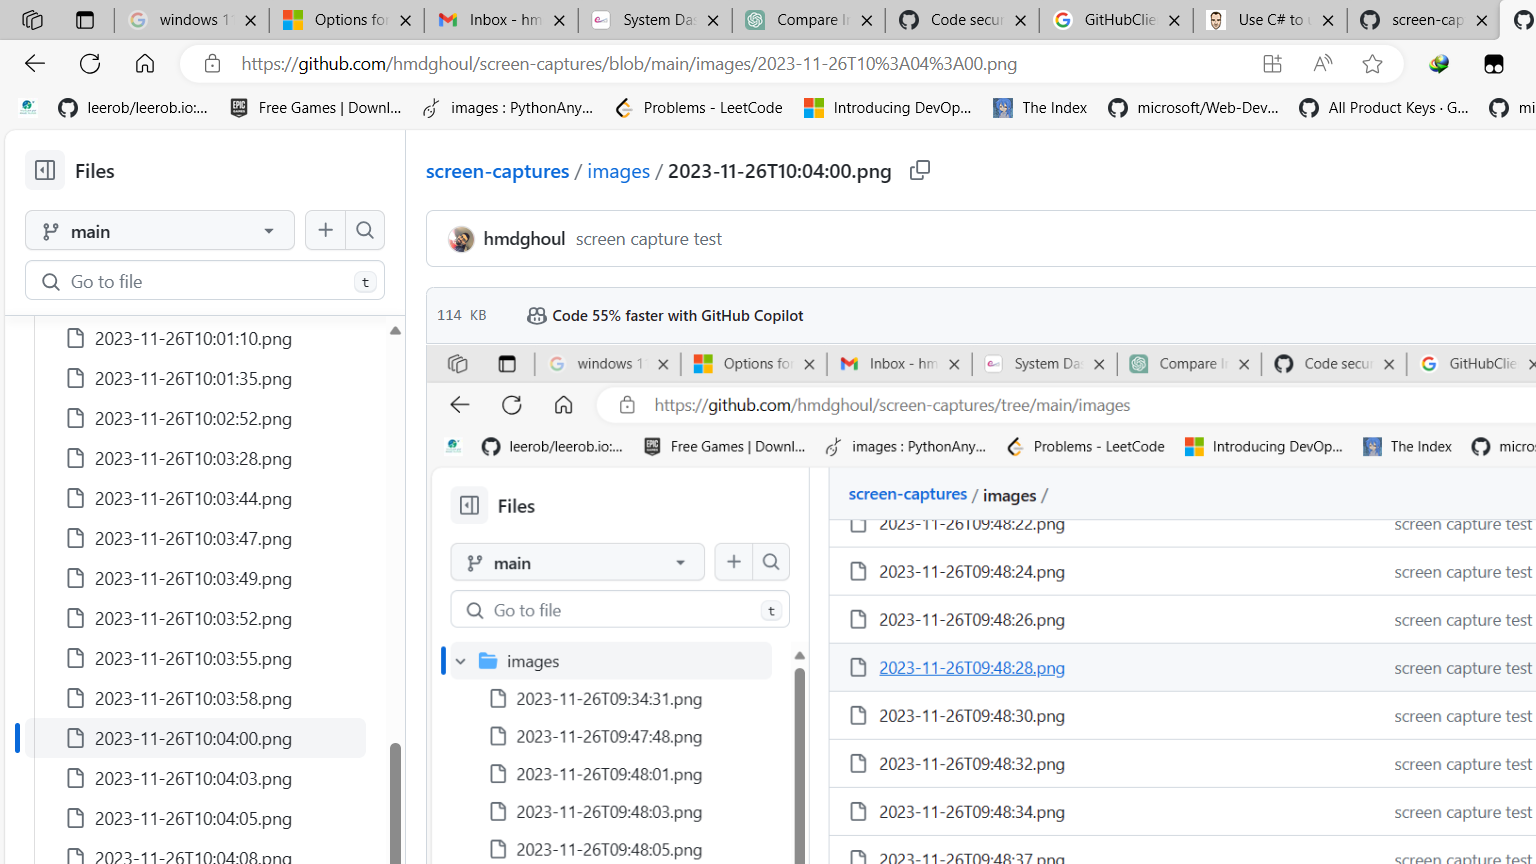 windows 1
Options fo
Inbox - hm
System Da
Compare I
Code secu
GitHubClie
Use C# to
screen-cap
https://github.com/hmdghoul/screen-captures/blob/main/images/2023-11-26T10%3A04%3A00.png
leerob/leerob.io:...
Free Games | Downl...
images : PythonAny...
Problems - LeetCode
Introducing DevOp...
The Index
microsoft/Web-Dev...
All Product Keys · G...
mi
Files
screen-captures / images / 2023-11-26T10:04:00.png
main
Go to file
t
hmdghoul screen capture test
114 KB
Code 55% faster with GitHub Copilot
2023-11-26T10:01:10.png
2023-11-26T10:01:35.png
2023-11-26T10:02:52.png
2023-11-26T10:03:28.png
2023-11-26T10:03:44.png
2023-11-26T10:03:47.png
2023-11-26T10:03:49.png
2023-11-26T10:03:52.png
2023-11-26T10:03:55.png
2023-11-26T10:03:58.png
2023-11-26T10:04:00.png
2023-11-26T10:04:03.png
2023-11-26T10:04:05.png
2023-11-26T10:04:08.png
windows 1
Options fo
Inbox - hm
System Da
Compare I
Code secu
GitHubClie
https://github.com/hmdghoul/screen-captures/tree/main/images
leerob/leerob.io:...
Free Games | Downl...
images : PythonAny...
Problems - LeetCode
Introducing DevOp...
The Index
micros
Files
main
Go to file
t
images
2023-11-26T09:34:31.png
2023-11-26T09:47:48.png
2023-11-26T09:48:01.png
2023-11-26T09:48:03.png
2023-11-26T09:48:05.png
screen-captures / images /
2023-11-26T09:48:22.png screen capture test
2023-11-26T09:48:24.png screen capture test
2023-11-26T09:48:26.png screen capture test
2023-11-26T09:48:28.png screen capture test
2023-11-26T09:48:30.png screen capture test
2023-11-26T09:48:32.png screen capture test
2023-11-26T09:48:34.png screen capture test
2023-11-26T09:48:37.png screen capture test